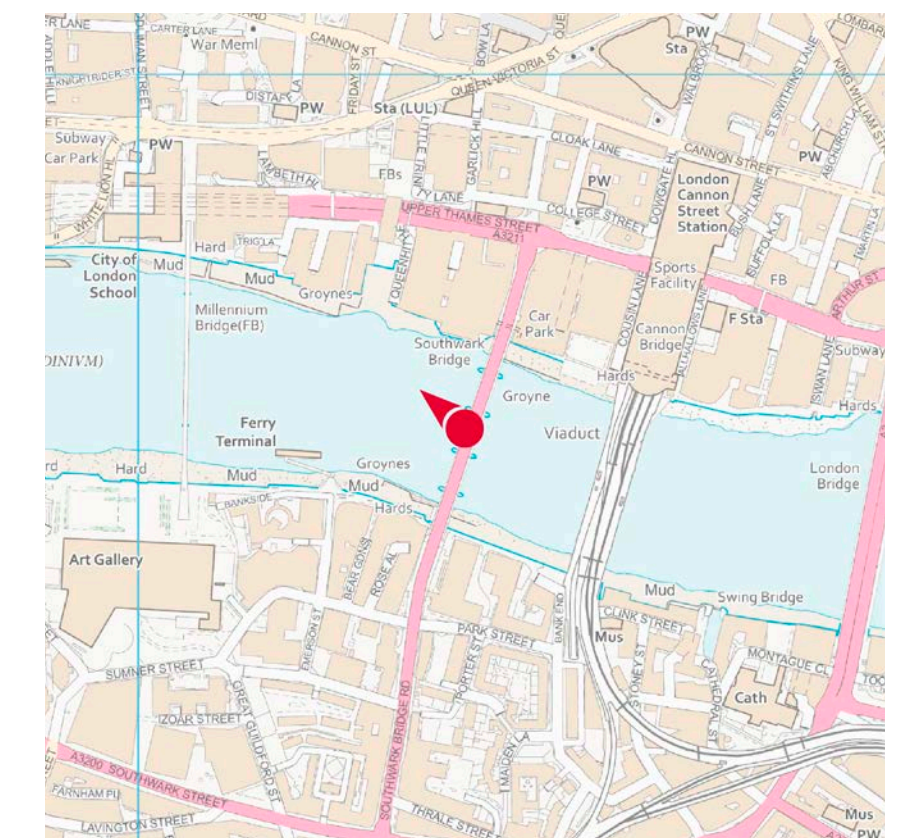 ER LANE
CARTER LANE
War Meml
CANNON ST
BOW LA
PW
Sta
LOMBAR
ADDLE HILL
KNIGHTRIDER ST
DISTAFF LA
PW
FRIDAY ST
Sta (LUL)
QUEEN VICTORIA ST
WALBROOK
ST SWITHINS LANE
KING WILLIAM ST
ABCHURCH LA
Subway
Car Park
PW
LAMBETH HL
FBs
LITTLE TRINITY LANE
GARLICK HILL
CLOAK LANE
PW
DOWGATE HL
CANNON STREET
PW
WHITE LION HL
London
Cannon
Street
Station
BUSH LANE
SUFFOLK LA
MARTIN LA
UPPER THAMES STREET
A3211
COLLEGE STREET
City of
London
School
Hard
Mud
TRIG LA
Mud
Groynes
QUEENHITHE
Sports
Facility
FB
ARTHUR ST
Millennium
Bridge(FB)
Southwark
Bridge
Car
Park
COUSIN LANE
Cannon
Bridge
ALLHALLOWS LANE
F Sta
SWAN LANE
Subway
DINIVM)
Groyne
Hards
Hards
Ferry
Terminal
Viaduct
rd
Hard
Mud
Groynes
Mud
Hards
London
Bridge
BANKSIDE
Art Gallery
BEAR GDNS
ROSE A
Mud
Swing Bridge
EMERSON ST
PARK STREET
BANK END
CLINK STREET
Mus
STONEY ST
CATHEDRAL ST
MONTAGUE CL
TOO
Cath
SUMNER STREET
IZOAR STREET
GREAT GUILDFORD ST
PORTER ST
MAIDEN LA
SOUTHWARK BRIDGE RD
A3200 SOUTHWARK STREET
FARNHAM PL
LAVINGTON STREET
THRALE STREET
Mus
PW